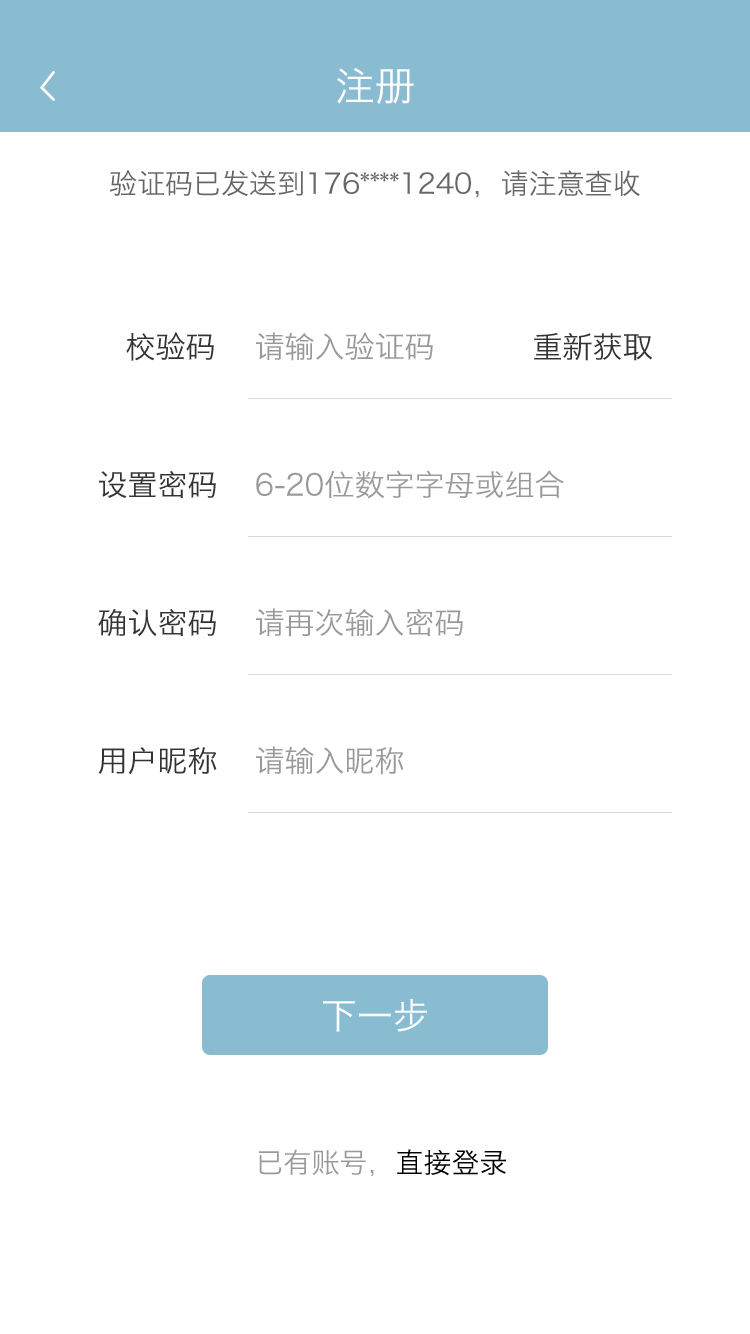 注册
验证码已发送到176****1240，请注意查收
校验码 请输入验证码 重新获取
设置密码 6-20位数字字母或组合
确认密码 请再次输入密码
用户昵称 请输入昵称
下一步
已有账号，直接登录